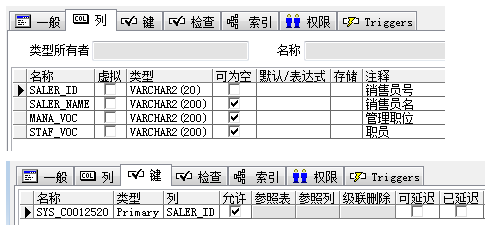 一般 列 键 检查 索引 权限 Triggers
类型所有者 名称
名称 虚拟 类型 可为空 默认/表达式 存储 注释
SALER_ID VARCHAR2(20) 销售员号
SALER_NAME VARCHAR2(200) 销售员名
MANA_VOC VARCHAR2(200) 管理职位
STAF_VOC VARCHAR2(200) 职员
一般 列 键 检查 索引 权限 Triggers
名称 类型 列 允许 参照表 参照列 级联删除 可延迟 已延迟
SYS_C0012520 Primary SALER_ID